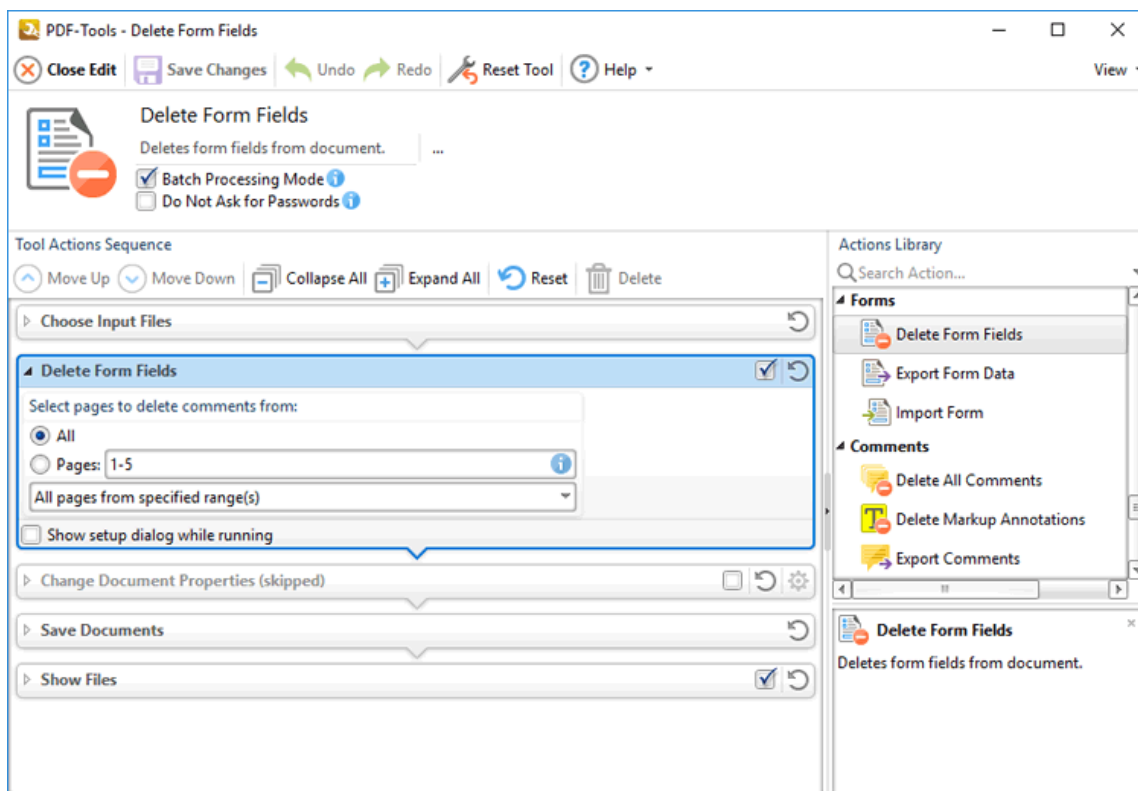 PDF-Tools - Delete Form Fields
Close Edit Save Changes Undo Redo Reset Tool Help View
Delete Form Fields
Deletes form fields from document. ...
Batch Processing Mode
Do Not Ask for Passwords
Tool Actions Sequence
Move Up Move Down Collapse All Expand All Reset Delete
Choose Input Files
Delete Form Fields
Select pages to delete comments from:
All
Pages: 1-5
All pages from specified range(s)
Show setup dialog while running
Change Document Properties (skipped)
Save Documents
Show Files
Actions Library
Search Action...
Forms
Delete Form Fields
Export Form Data
Import Form
Comments
Delete All Comments
Delete Markup Annotations
Export Comments
Delete Form Fields
Deletes form fields from document.